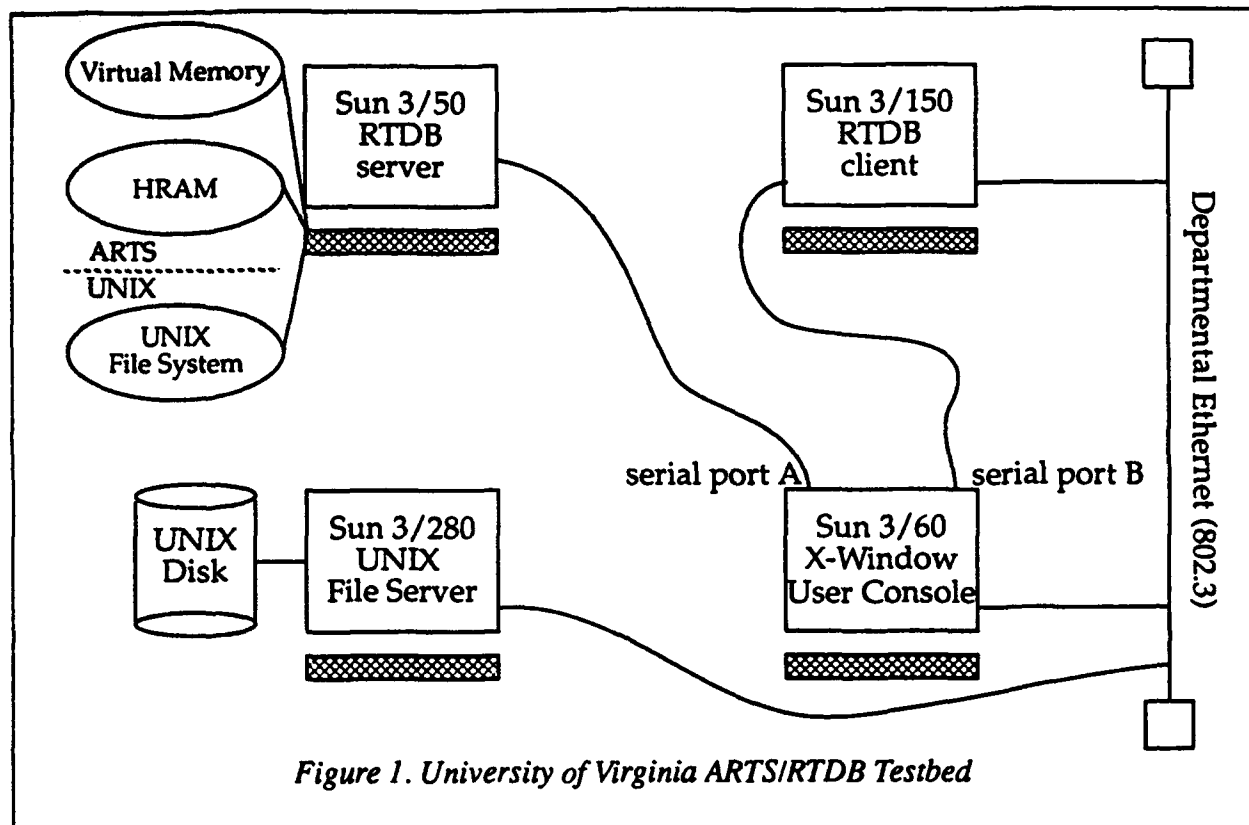 Virtual Memory
HRAM
ARTS
UNIX
UNIX
File System
Sun 3/50
RTDB
server
Sun 3/150
RTDB
client
Departmental Ethernet (802.3)
serial port A
serial port B
UNIX
Disk
Sun 3/280
UNIX
File Server
Sun 3/60
X-Window
User Console
Figure 1. University of Virginia ARTS/RTDB Testbed